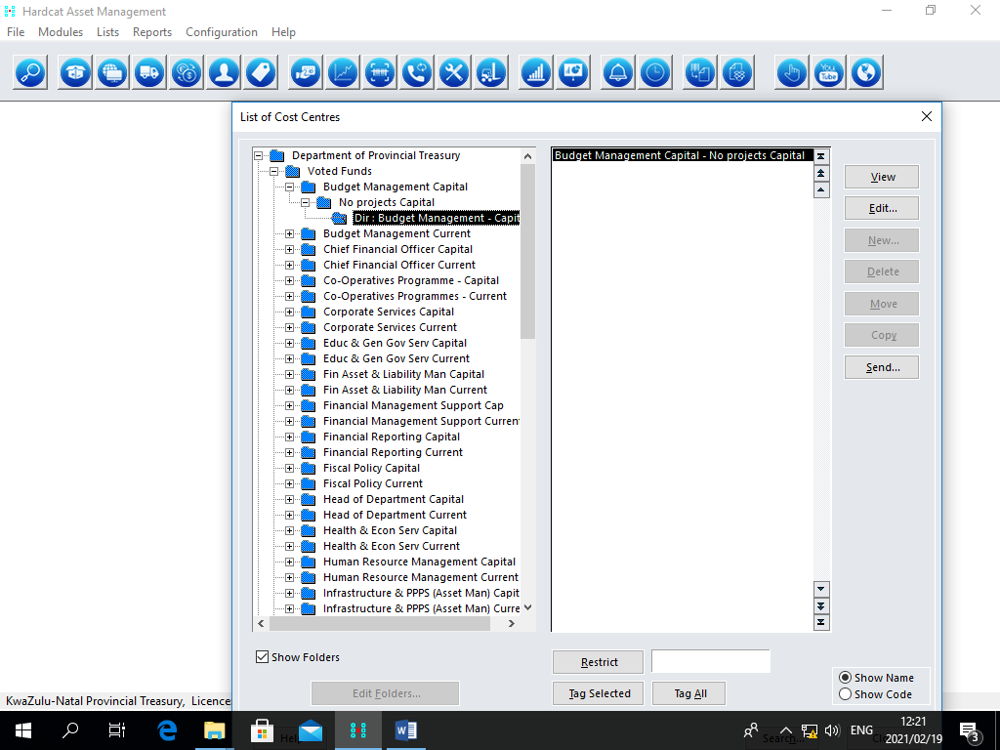 Hardcat Asset Management
File Modules Lists Reports Configuration Help
You Tube
List of Cost Centres
Department of Provincial Treasury
Voted Funds
Budget Management Capital
No projects Capital
Dir : Budget Management - Capit
Budget Management Current
Chief Financial Officer Capital
Chief Financial Officer Current
Co-Operatives Programme - Capital
Co-Operatives Programmes - Current
Corporate Services Capital
Corporate Services Current
Educ & Gen Gov Serv Capital
Educ & Gen Gov Serv Current
Fin Asset & Liability Man Capital
Fin Asset & Liability Man Current
Financial Management Support Cap
Financial Management Support Curren
Financial Reporting Capital
Financial Reporting Current
Fiscal Policy Capital
Fiscal Policy Current
Head of Department Capital
Head of Department Current
Health & Econ Serv Capital
Health & Econ Serv Current
Human Resource Management Capital
Human Resource Management Current
Infrastructure & PPPS (Asset Man) Capit
Infrastructure & PPPS (Asset Man) Curre
Budget Management Capital - No projects Capital
View
Edit...
New...
Delete
Move
Copy
Send...
Show Folders
Edit Folders...
Restrict
Tag Selected Tag All
Show Name
Show Code
KwaZulu-Natal Provincial Treasury, Licence
ENG
12:21
2021/02/19
3